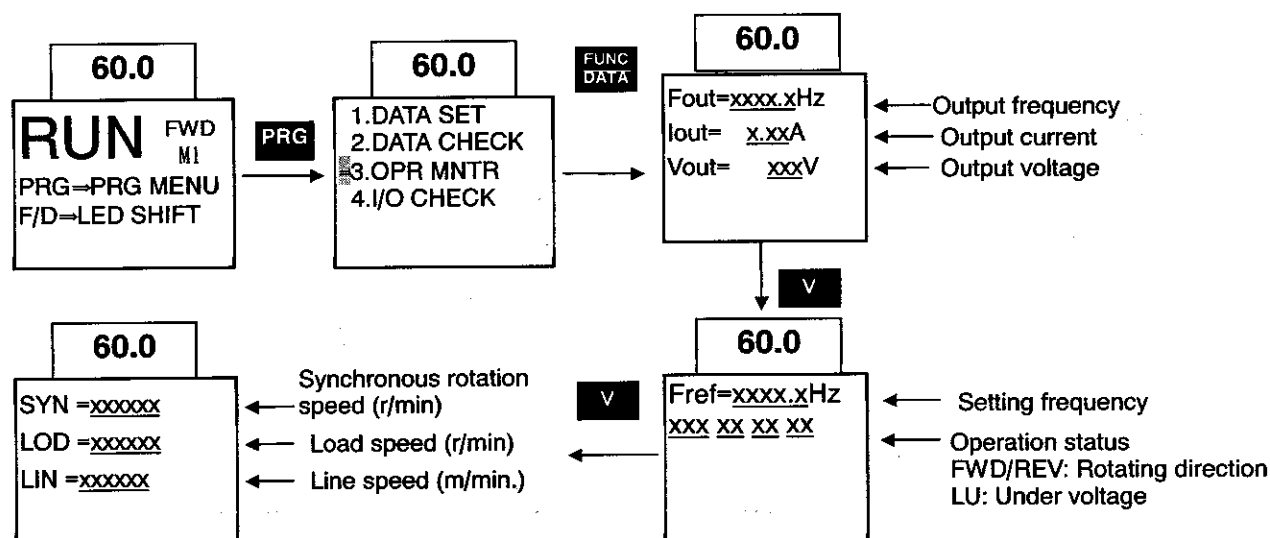 60.0
RUN FWD
M1
PRG⇒PRG MENU
F/D⇒LED SHIFT
PRG
60.0
1.DATA SET
2.DATA CHECK
3.OPR MNTR
4.I/O CHECK
FUNC
DATA
60.0
Fout=xxxx.xHz
Iout= x.xxA
Vout= xxxV
Output frequency
Output current
Output voltage
V
60.0
Fref=xxxx.xHz
xxx xx xx xx
Setting frequency
Operation status
FWD/REV: Rotating direction
LU: Under voltage
V
60.0
SYN =xxxxxx
LOD =xxxxxx
LIN =xxxxxx
Synchronous rotation
speed (r/min)
Load speed (r/min)
Line speed (m/min.)